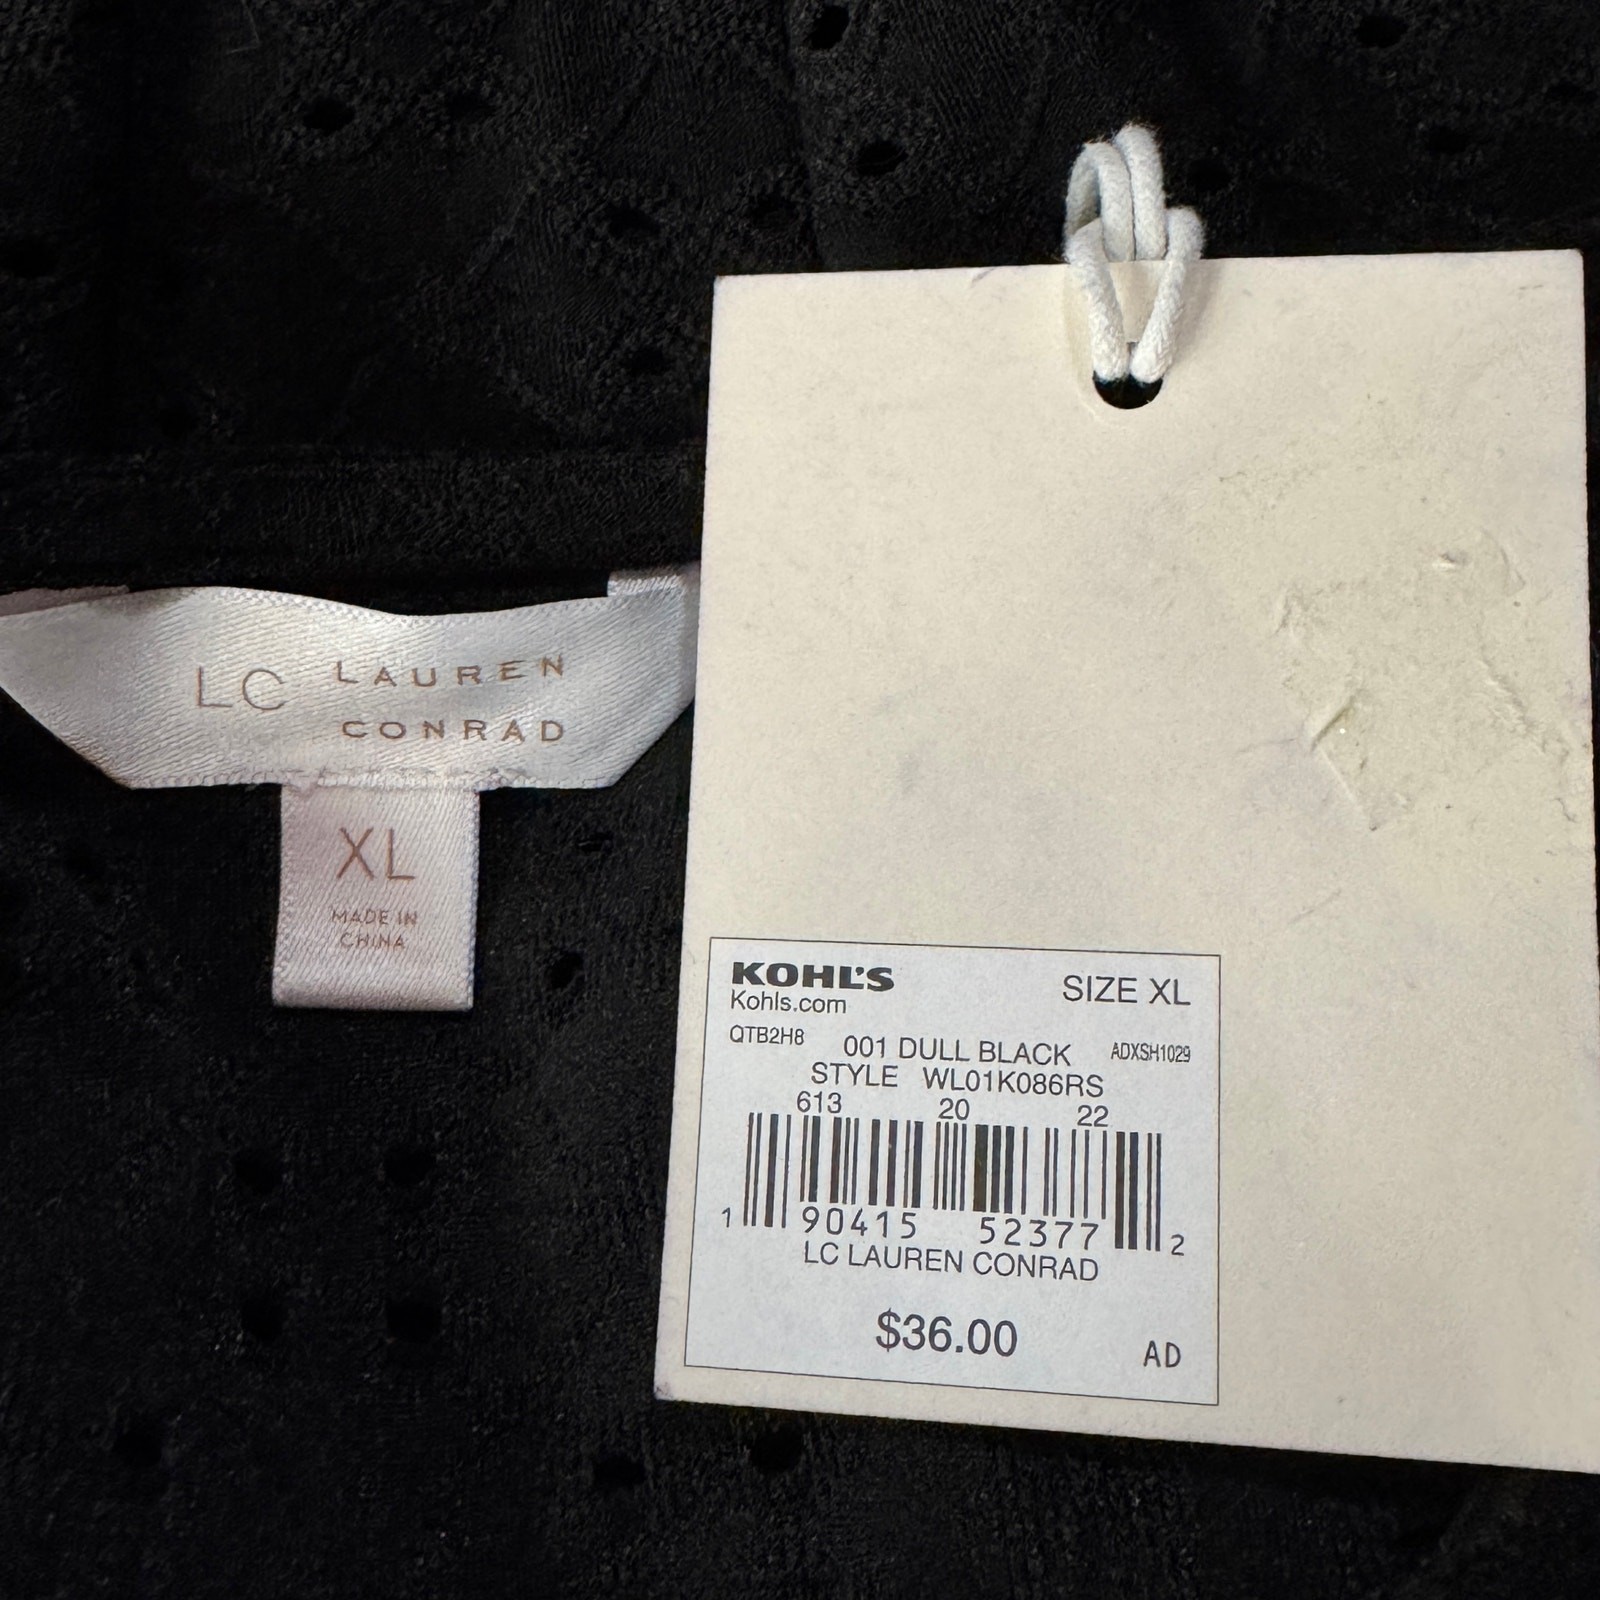 LC LAUREN
CONRAD
XL
MADE IN
CHINA
KOHL'S
SIZE XL
Kohls.com
QTB2H8 001 DULL BLACK ADXSH1029
STYLE WL01K086RS
613 20 22
1 90415 52377 2
LC LAUREN CONRAD
$36.00
AD